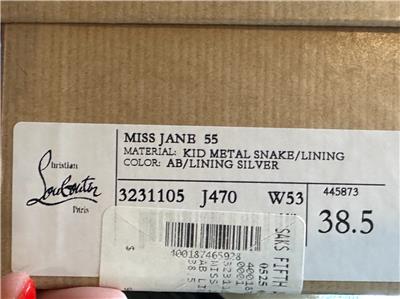 MISS JANE 55
MATERIAL: KID METAL SNAKE/LINING
COLOR: AB/LINING SILVER
Christian
Louboutin
Paris
3231105 J470 W53
445873
38.5
400187465928
SAKS FIFTH
0525